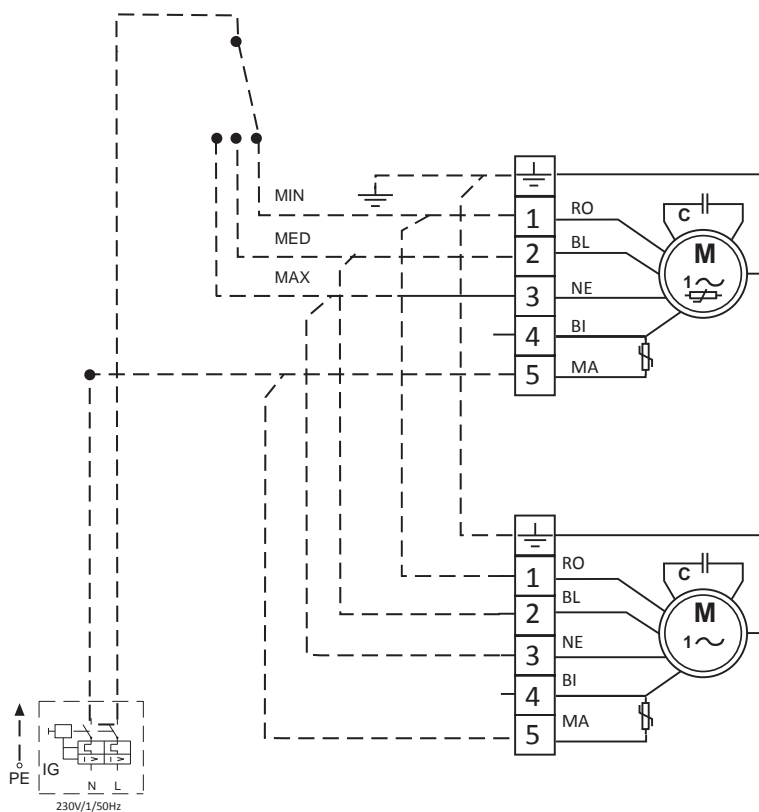 MIN
MED
MAX
1 RO
2 BL
3 NE
4 BI
5 MA
C
M
1
1 RO
2 BL
3 NE
4 BI
5 MA
C
M
1
PE
IG
N L
230V/1/50Hz